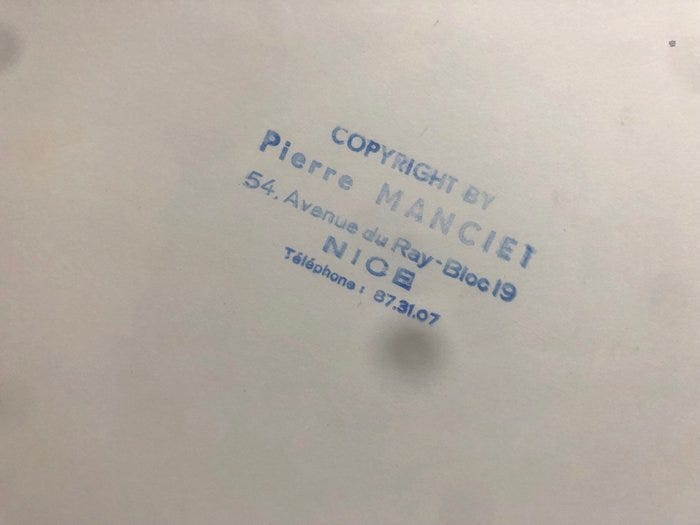 COPYRIGHT BY
Pierre MANCIET
54, Avenue du Ray-Bloc 19
NICE
Téléphone : 87.31.07